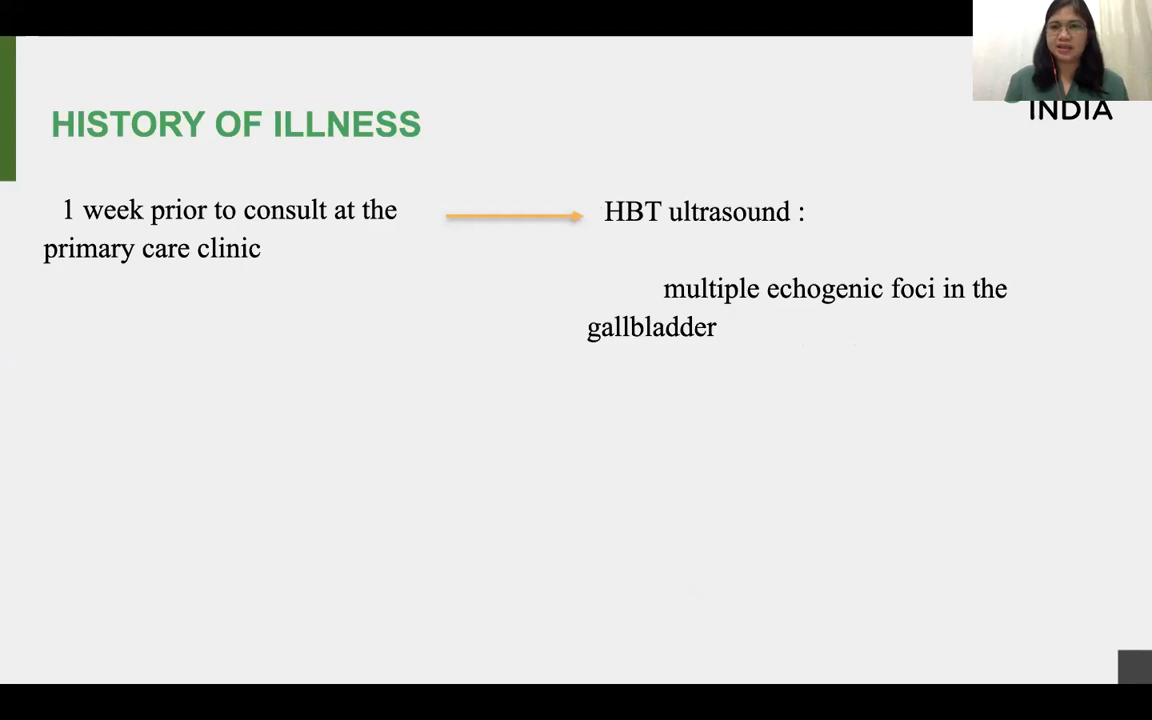 INDIA
HISTORY OF ILLNESS
1 week prior to consult at the
primary care clinic
HBT ultrasound :
multiple echogenic foci in the
gallbladder